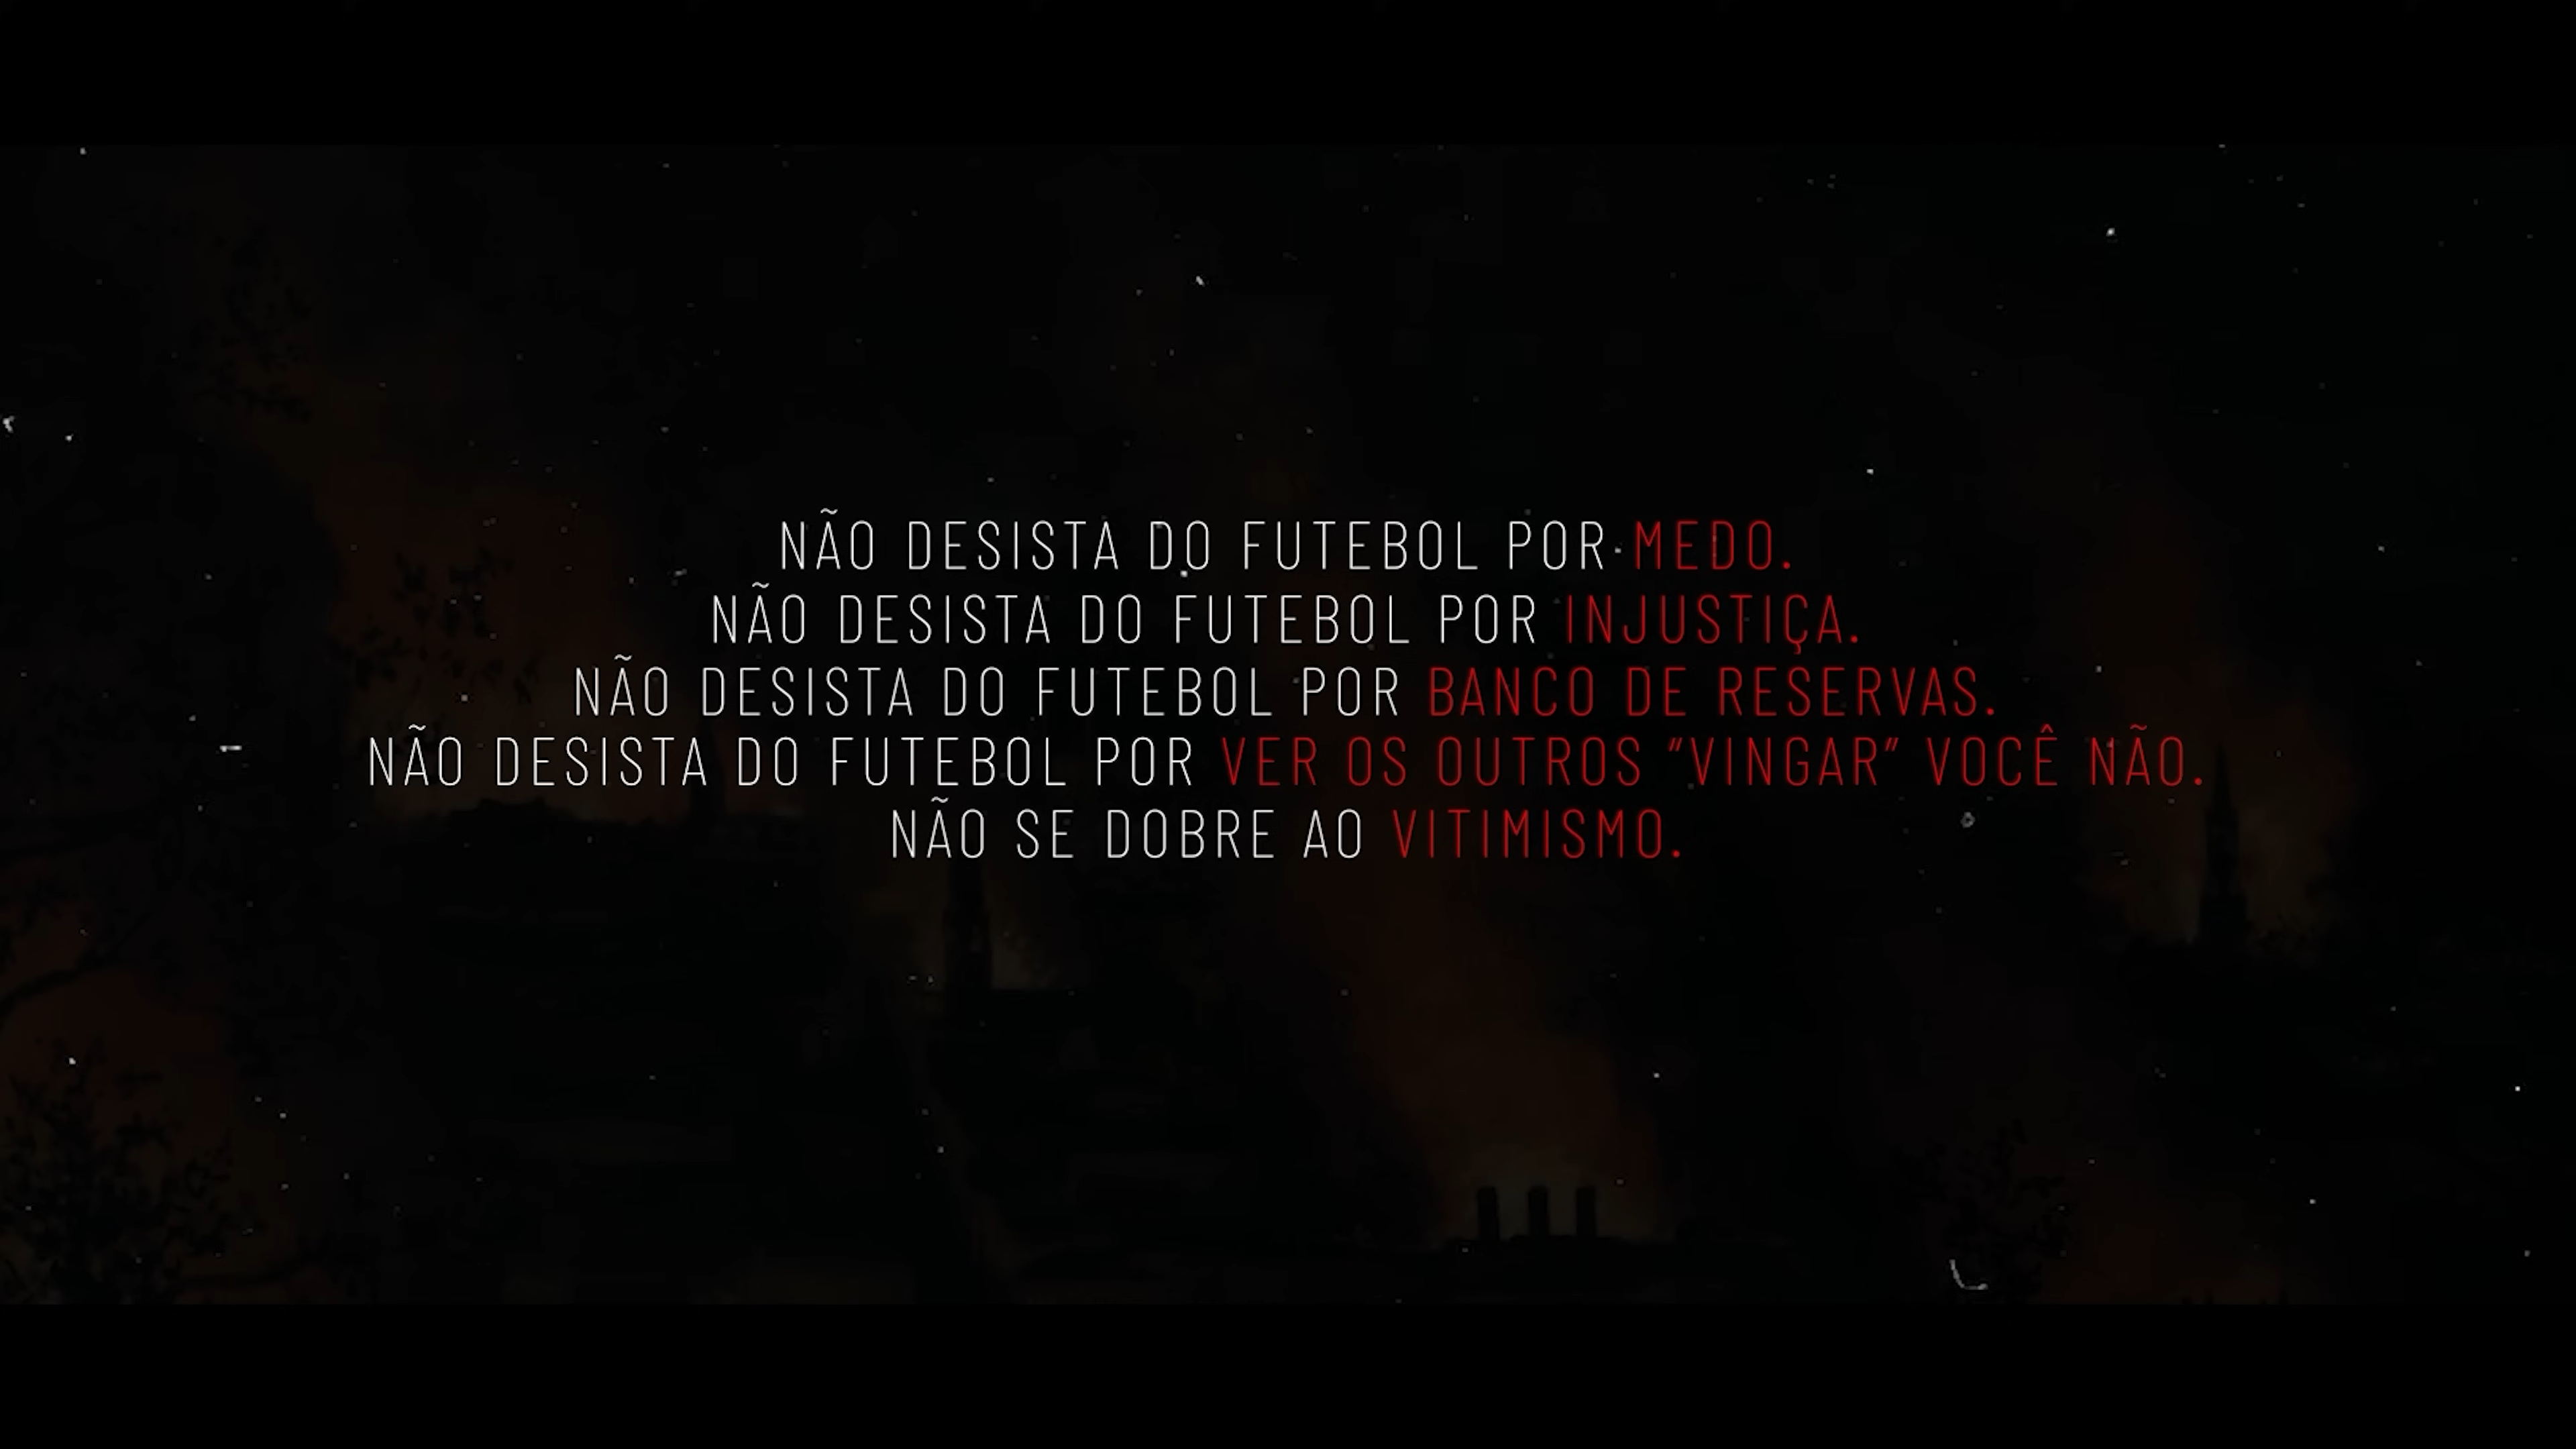 NÃO DESISTA DO FUTEBOL POR MEDO.
NÃO DESISTA DO FUTEBOL POR INJUSTIÇA.
NÃO DESISTA DO FUTEBOL POR BANCO DE RESERVAS.
NÃO DESISTA DO FUTEBOL POR VER OS OUTROS "VINGAR" VOCÊ NÃO.
NÃO SE DOBRE AO VITIMISMO.